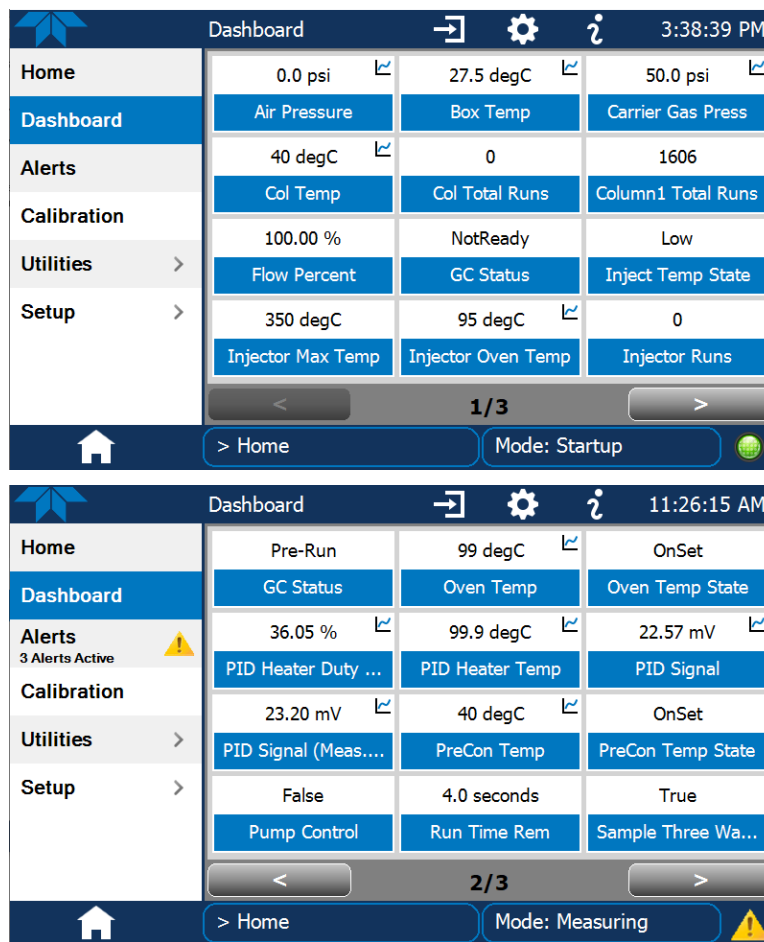 Dashboard 3:38:39 PM
Home
Dashboard
Alerts
Calibration
Utilities >
Setup >
0.0 psi 27.5 degC 50.0 psi
Air Pressure Box Temp Carrier Gas Press
40 degC 0 1606
Col Temp Col Total Runs Column1 Total Runs
100.00 % NotReady Low
Flow Percent GC Status Inject Temp State
350 degC 95 degC 0
Injector Max Temp Injector Oven Temp Injector Runs
< 1/3 >
> Home Mode: Startup
Dashboard 11:26:15 AM
Home
Dashboard
Alerts
3 Alerts Active
Calibration
Utilities >
Setup >
Pre-Run 99 degC OnSet
GC Status Oven Temp Oven Temp State
36.05 % 99.9 degC 22.57 mV
PID Heater Duty ... PID Heater Temp PID Signal
23.20 mV 40 degC OnSet
PID Signal (Meas.... PreCon Temp PreCon Temp State
False 4.0 seconds True
Pump Control Run Time Rem Sample Three Wa...
< 2/3 >
> Home Mode: Measuring